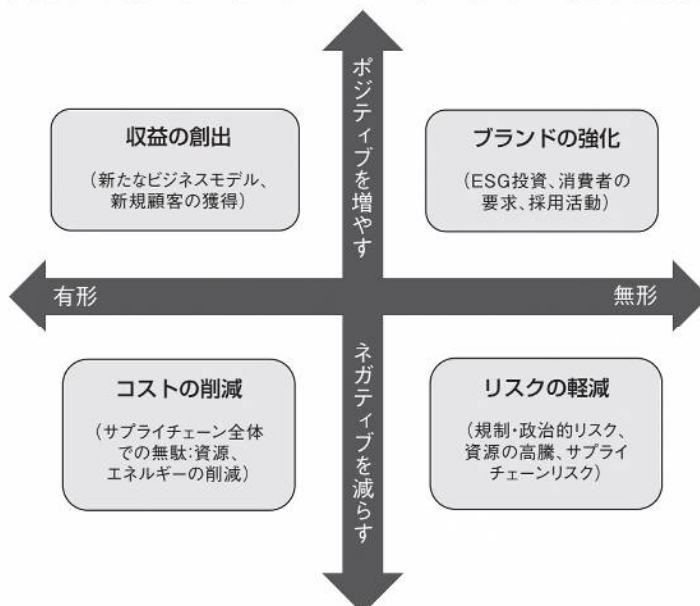 ポジティブを増やす
収益の創出
(新たなビジネスモデル、
新規顧客の獲得)
ブランドの強化
(ESG投資、消費者の
要求、採用活動)
有形
無形
ネガティブを減らす
コストの削減
(サプライチェーン全体
での無駄:資源、
エネルギーの削減)
リスクの軽減
(規制・政治的リスク、
資源の高騰、サプライ
チェーンリスク)